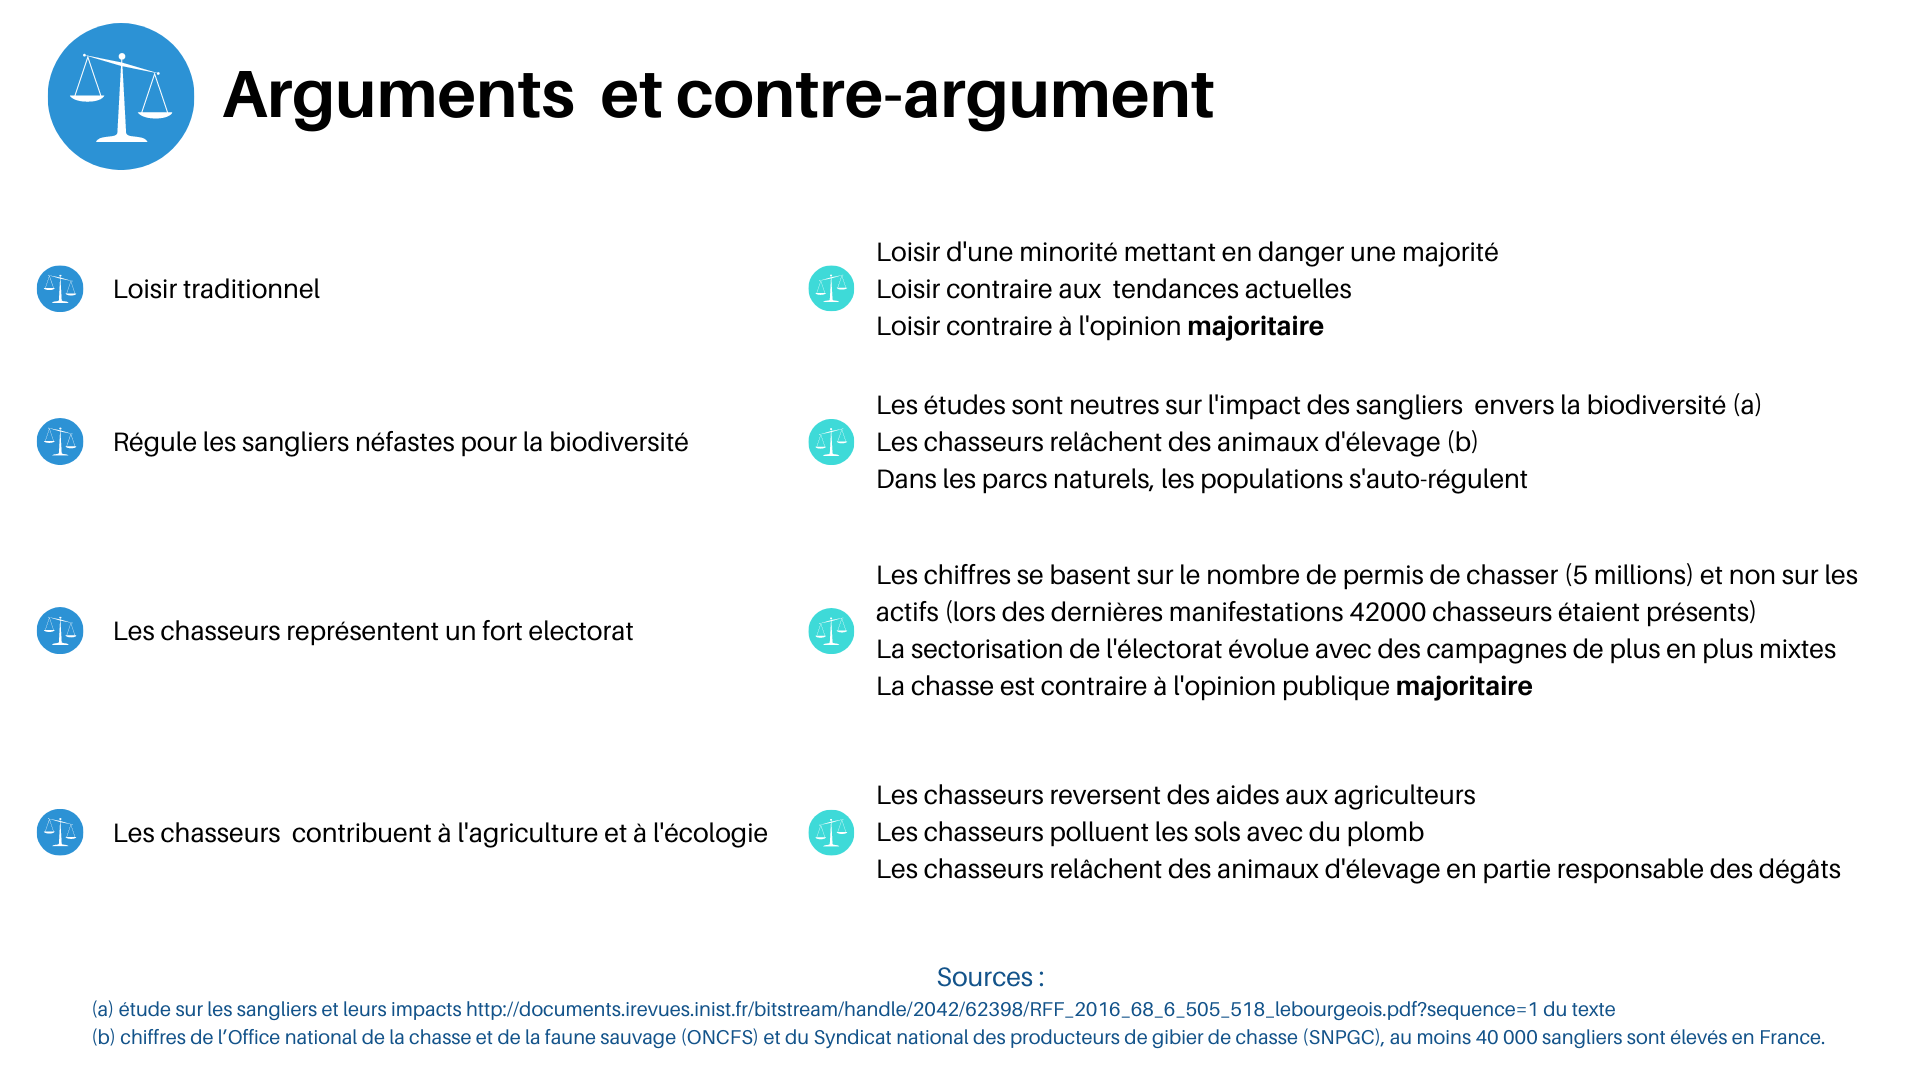 Arguments et contre-argument
Loisir traditionnel
Loisir d'une minorité mettant en danger une majorité
Loisir contraire aux tendances actuelles
Loisir contraire à l'opinion majoritaire
Régule les sangliers néfastes pour la biodiversité
Les études sont neutres sur l'impact des sangliers envers la biodiversité (a)
Les chasseurs relâchent des animaux d'élevage (b)
Dans les parcs naturels, les populations s'auto-régulent
Les chasseurs représentent un fort electorat
Les chiffres se basent sur le nombre de permis de chasser (5 millions) et non sur les
actifs (lors des dernières manifestations 42000 chasseurs étaient présents)
La sectorisation de l'électorat évolue avec des campagnes de plus en plus mixtes
La chasse est contraire à l'opinion publique majoritaire
Les chasseurs contribuent à l'agriculture et à l'écologie
Les chasseurs reversent des aides aux agriculteurs
Les chasseurs polluent les sols avec du plomb
Les chasseurs relâchent des animaux d'élevage en partie responsable des dégâts
Sources :
(a) étude sur les sangliers et leurs impacts http://documents.irevues.inist.fr/bitstream/handle/2042/62398/RFF_2016_68_6_505_518_lebourgeois.pdf?sequence=1 du texte
(b) chiffres de l’Office national de la chasse et de la faune sauvage (ONCFS) et du Syndicat national des producteurs de gibier de chasse (SNPGC), au moins 40 000 sangliers sont élevés en France.